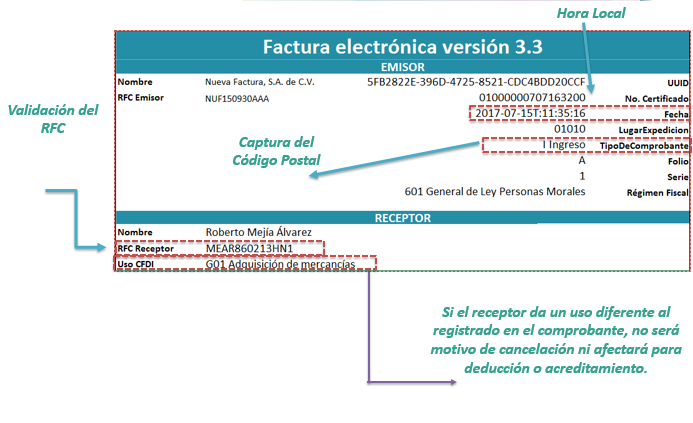 Hora Local
Factura electrónica versión 3.3
EMISOR
Nombre Nueva Factura, S.A. de C.V. 5FB2822E-396D-4725-8521-CDC4BDD20CCF UUID
RFC Emisor NUF150930AAA 01000000707163200 No. Certificado
2017-07-15T:11:35:16 Fecha
01010 LugarExpedicion
I Ingreso TipoDeComprobante
A Folio
1 Serie
601 General de Ley Personas Morales Régimen Fiscal
Validación del
RFC
Captura del
Código Postal
RECEPTOR
Nombre Roberto Mejía Álvarez
RFC Receptor MEAR860213HN1
Uso CFDI G01 Adquisición de mercancías
Si el receptor da un uso diferente al
registrado en el comprobante, no será
motivo de cancelación ni afectará para
deducción o acreditamiento.